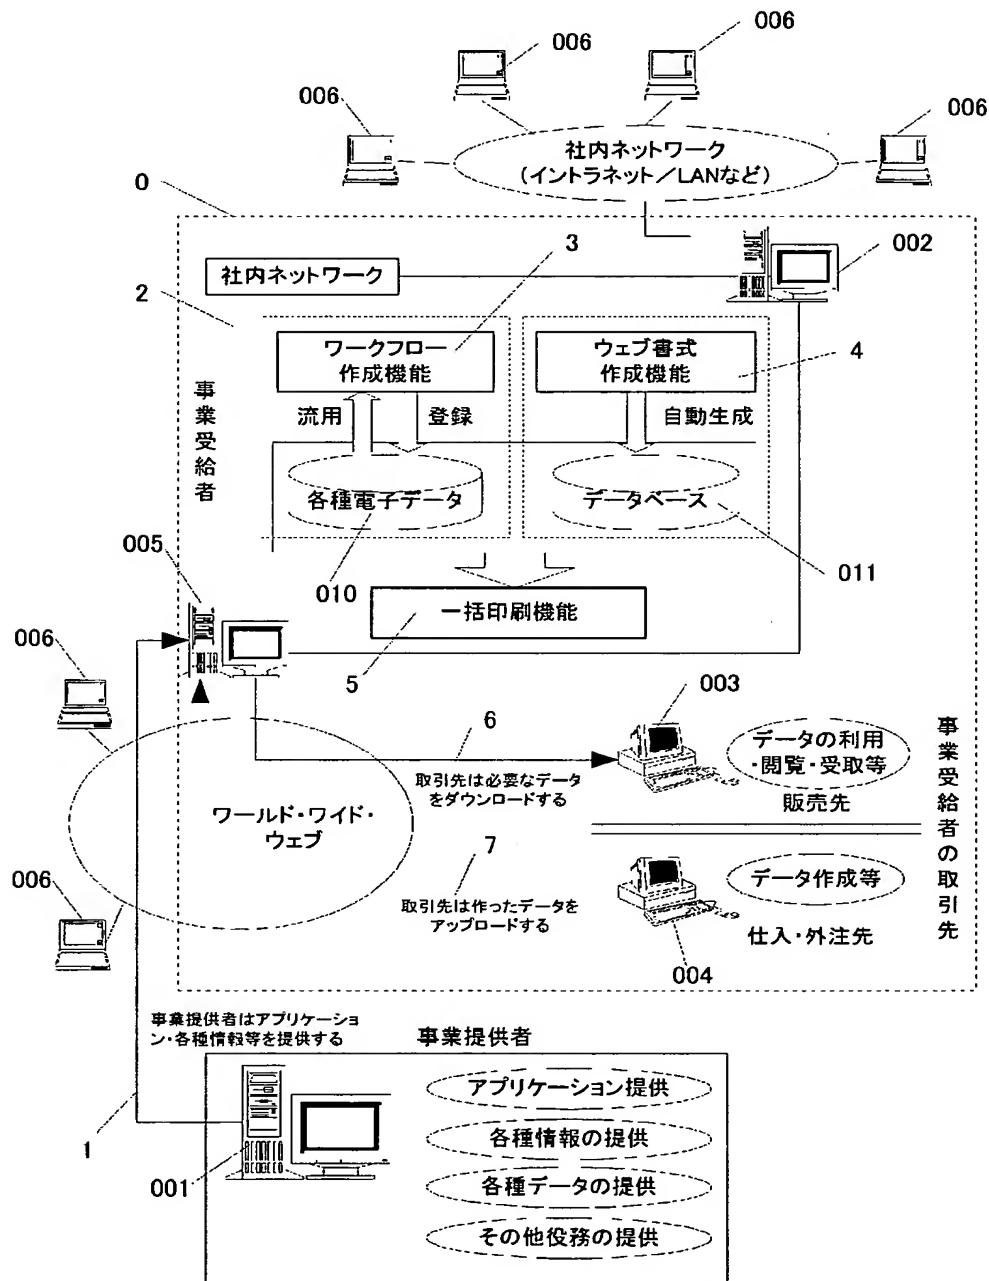 006
006
006
006
社内ネットワーク
(イントラネット／LANなど)
0
3
002
社内ネットワーク
2
ワークフロー
作成機能
ウェブ書式
作成機能
4
事業受給者
流用
登録
自動生成
各種電子データ
データベース
005
010
011
一括印刷機能
006
5
003
6
データの利用
・閲覧・受取等
取引先は必要なデータ
をダウンロードする
販売先
事業受給者の取引先
ワールド・ワイド・
ウェブ
7
006
データ作成等
取引先は作ったデータを
アップロードする
仕入・外注先
004
事業提供者はアプリケーショ
ン・各種情報等を提供する
事業提供者
アプリケーション提供
各種情報の提供
1
001
各種データの提供
その他役務の提供